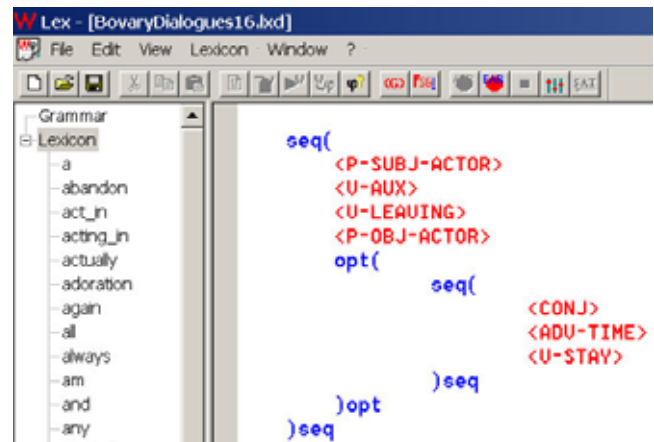 Lex - [BovaryDialogues16.lxd]
File Edit View Lexicon Window ?
Grammar
Lexicon
a
abandon
act_in
acting_in
actually
adoration
again
all
always
am
and
any
seq(
<P-SUBJ-ACTOR>
<V-AUX>
<V-LEAVING>
<P-OBJ-ACTOR>
opt(
seq(
<CONJ>
<ADV-TIME>
<V-STAY>
)seq
)opt
)seq